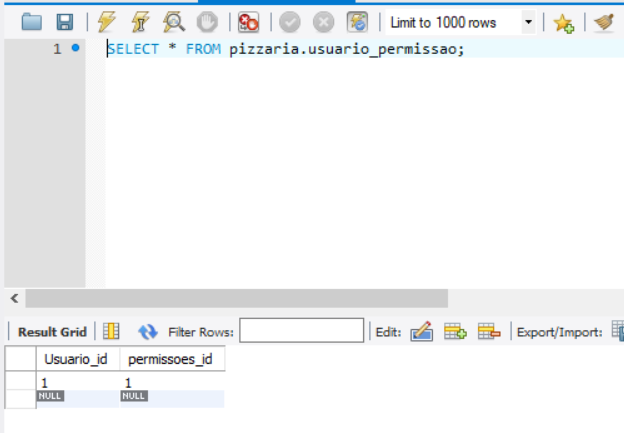 Limit to 1000 rows
1 SELECT * FROM pizzaria.usuario_permissao;
Result Grid Filter Rows: Edit: Export/Import:
Usuario_id permissoes_id
1 1
NULL NULL